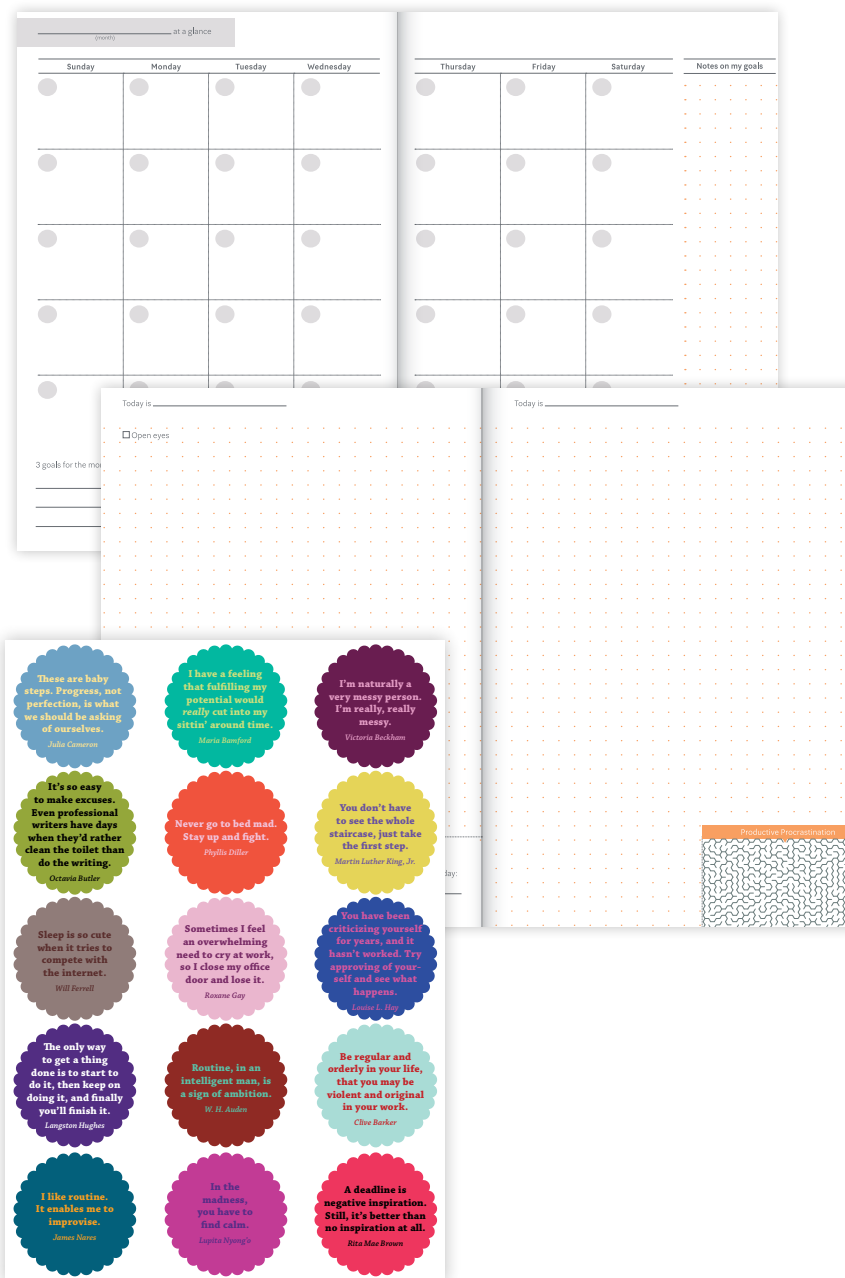 at a glance
(month)
Sunday Monday Tuesday Wednesday Thursday Friday Saturday Notes on my goals
3 goals for the
Today is
Today is
Open eyes
Productive Procrastination
These are baby
steps. Progress, not
perfection, is what
we should be asking
of ourselves.
Julia Cameron
I have a feeling
that fulfilling my
potential would
really cut into my
sittin' around time.
Maria Bamford
I'm naturally a
very messy person.
I'm really, really
messy.
Victoria Beckham
It's so easy
to make excuses.
Even professional
writers have days
when they'd rather
clean the toilet than
do the writing.
Octavia Butler
Never go to bed mad.
Stay up and fight.
Phyllis Diller
You don't have
to see the whole
staircase, just take
the first step.
Martin Luther King, Jr.
Sleep is so cute
when it tries to
compete with
the internet.
Will Ferrell
Sometimes I feel
an overwhelming
need to cry at work,
so I close my office
door and lose it.
Roxane Gay
You have been
criticizing yourself
for years, and it
hasn't worked. Try
approving of your-
self and see what
happens.
Louise L. Hay
The only way
to get a thing
done is to start to
do it, then keep on
doing it, and finally
you'll finish it.
Langston Hughes
Routine, in an
intelligent man, is
a sign of ambition.
W. H. Auden
Be regular and
orderly in your life,
that you may be
violent and original
in your work.
Clive Barker
I like routine.
It enables me to
improvise.
James Nares
In the
madness,
you have to
find calm.
Lupita Nyong'o
A deadline is
negative inspiration.
Still, it's better than
no inspiration at all.
Rita Mae Brown